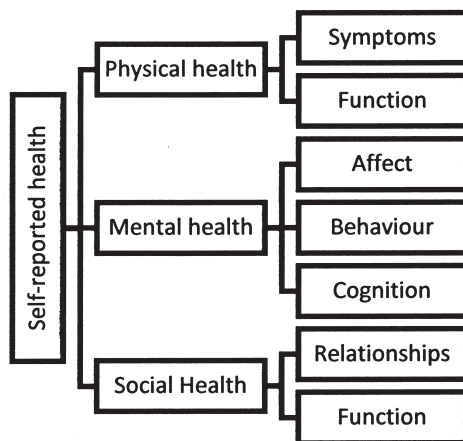 Self-reported health
Physical health
Symptoms
Function
Mental health
Affect
Behaviour
Cognition
Social Health
Relationships
Function